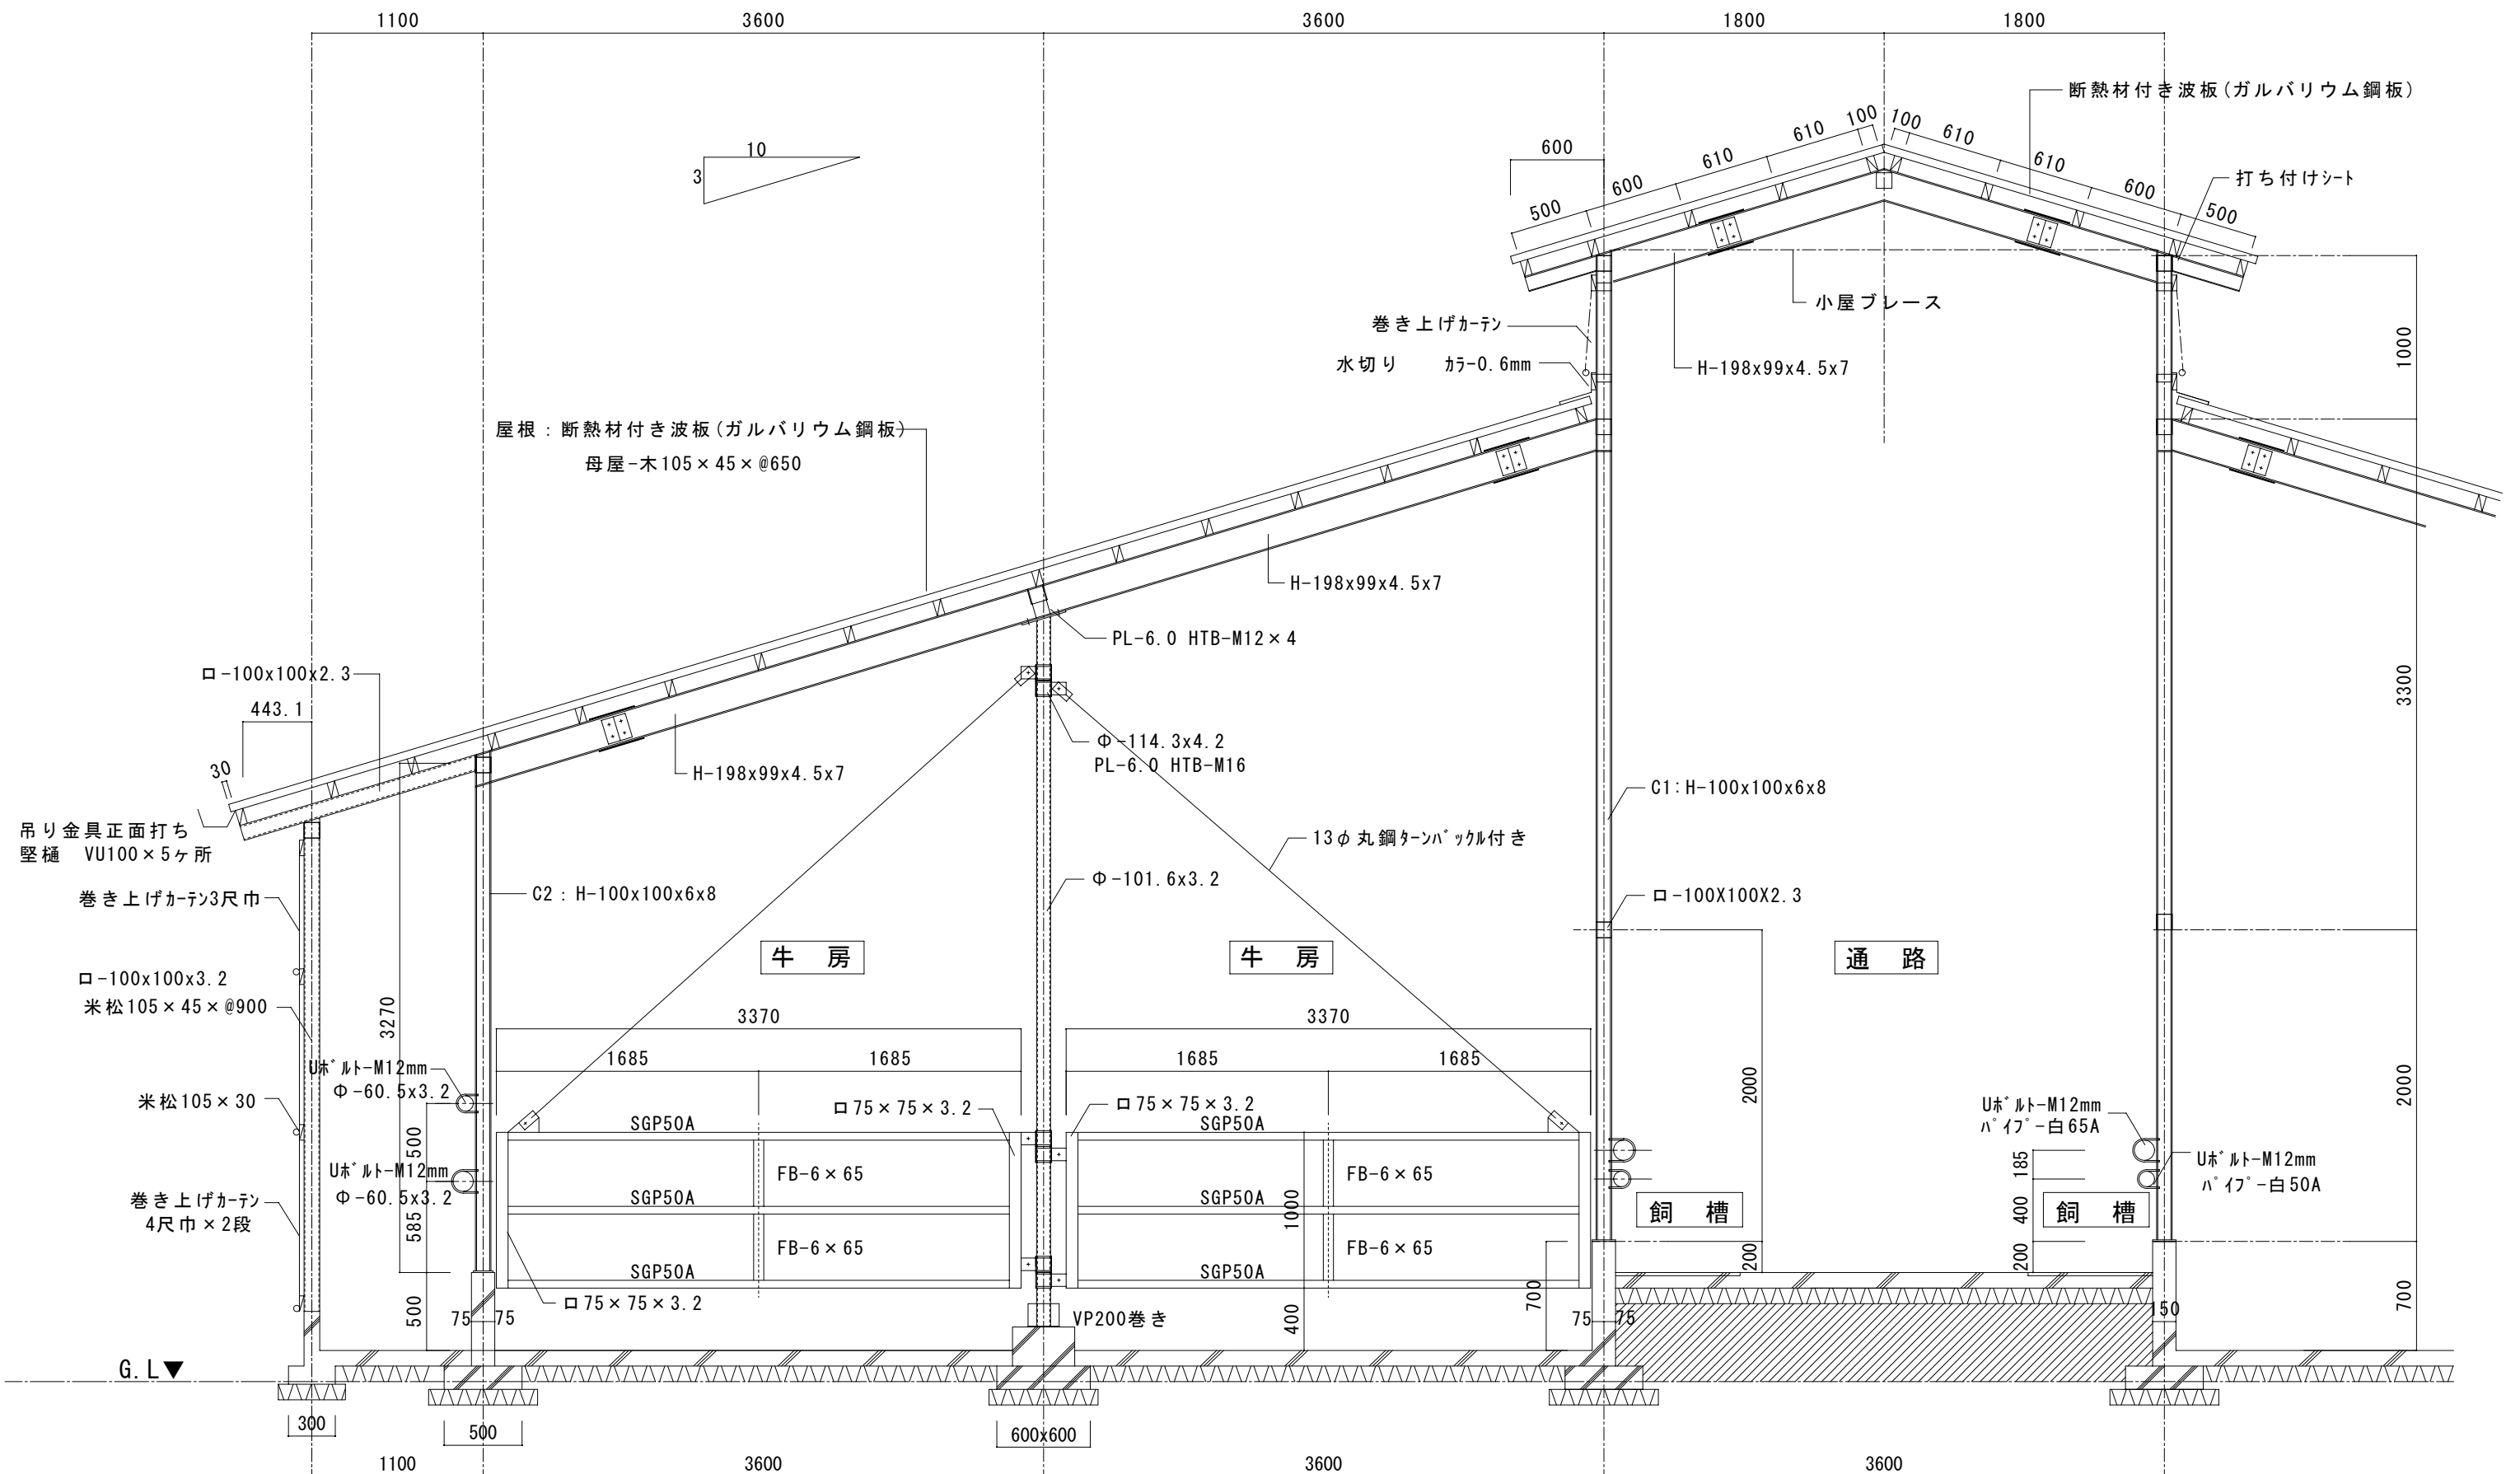 1100
3600
3600
1800
1800
断熱材付き波板(ガルバリウム鋼板)
10
3
600
500
600
610
610
100
100
610
610
600
500
打ち付けシート
小屋ブレース
巻き上げカーテン
水切り　カラー0.6mm
H-198x99x4.5x7
1000
屋根：断熱材付き波板(ガルバリウム鋼板)
母屋-木105×45×@650
H-198x99x4.5x7
PL-6.0 HTB-M12×4
ロ-100x100x2.3
443.1
30
3300
Φ-114.3x4.2
PL-6.0 HTB-M16
H-198x99x4.5x7
C1:H-100x100x6x8
吊り金具正面打ち
堅樋　VU100×5ヶ所
13φ丸鋼ターンバックル付き
巻き上げカーテン3尺巾
C2：H-100x100x6x8
Φ-101.6x3.2
ロ-100X100X2.3
牛　房
牛　房
通　路
ロ-100x100x3.2
米松105×45×@900
3270
3370
3370
1685
1685
1685
1685
2000
2000
Uボルト-M12mm
Φ-60.5x3.2
米松105×30
ロ75×75×3.2
ロ75×75×3.2
Uボルト-M12mm
パイプ-白65A
SGP50A
SGP50A
500
Uボルト-M12mm
Φ-60.5x3.2
FB-6×65
FB-6×65
185
Uボルト-M12mm
パイプ-白50A
巻き上げカーテン
4尺巾×2段
SGP50A
SGP50A
1000
飼　槽
飼　槽
400
585
FB-6×65
FB-6×65
200
200
SGP50A
SGP50A
ロ75×75×3.2
500
75
75
VP200巻き
400
700
75
75
150
700
G.L▼
300
500
600x600
1100
3600
3600
3600